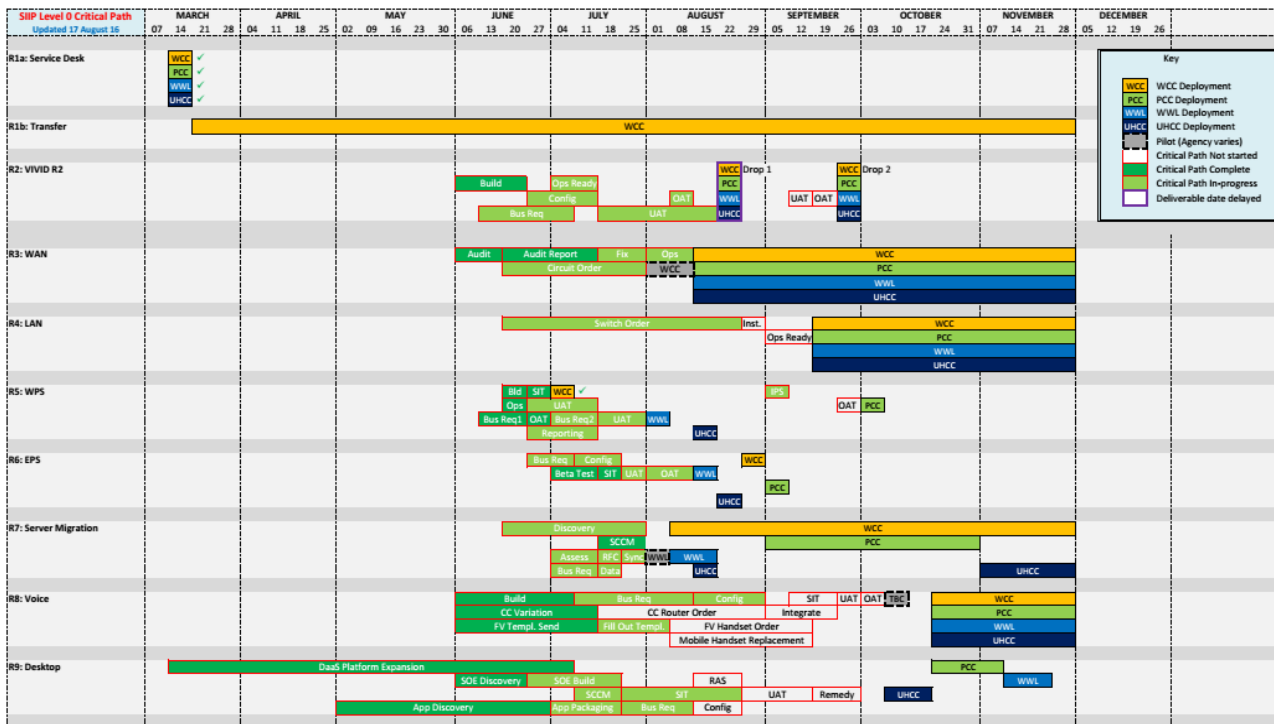 SIIP Level 0 Critical Path MARCH APRIL MAY JUNE JULY AUGUST SEPTEMBER OCTOBER NOVEMBER DECEMBER
Updated 17 August 16 07 14 21 28 04 11 18 25 02 09 16 23 30 06 13 20 27 04 11 18 25 01 08 15 22 29 05 12 19 26 03 10 17 24 31 07 14 21 28 05 12 19 26
Key
WCC WCC Deployment
PCC PCC Deployment
WWL WWL Deployment
UHCC UHCC Deployment
Pilot (Agency varies)
Critical Path Not started
Critical Path Complete
Critical Path In-progress
Deliverable date delayed
R1a: Service Desk WCC ✓
PCC ✓
WWL ✓
UHCC ✓
R1b: Transfer WCC
R2: VIVID R2 WCC Drop 1 WCC Drop 2
Build Ops Ready PCC PCC
Config OAT WWL UAT OAT WWL
Bus Req UAT UHCC UHCC
R3: WAN Audit Audit Report Fix Ops WCC
Circuit Order WCC PCC
WWL
UHCC
R4: LAN Switch Order Inst. WCC
Ops Ready PCC
WWL
UHCC
R5: WPS Bld SIT WCC ✓ IPS
Ops UAT OAT PCC
Bus Req1 OAT Bus Req2 UAT WWL
Reporting UHCC
R6: EPS Bus Req Config WCC
Beta Test SIT UAT OAT WWL
PCC
UHCC
R7: Server Migration Discovery WCC
SCCM PCC
Assess RFC Sync WWL WWL
Bus Req Data UHCC UHCC
R8: Voice Build Bus Req Config SIT UAT OAT TBC WCC
CC Variation CC Router Order Integrate PCC
FV Templ. Send Fill Out Templ. FV Handset Order WWL
Mobile Handset Replacement UHCC
R9: Desktop DaaS Platform Expansion PCC
SOE Discovery SOE Build RAS WWL
SCCM SIT UAT Remedy UHCC
App Discovery App Packaging Bus Req Config